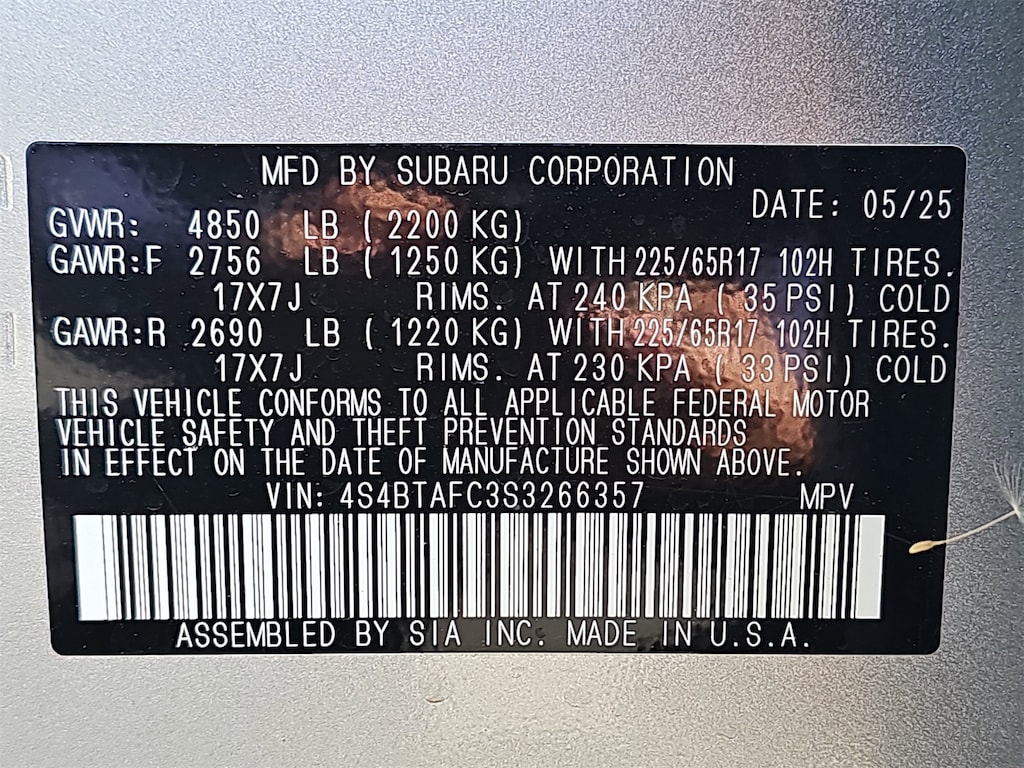 MFD BY SUBARU CORPORATION
DATE: 05/25
GVWR: 4850 LB ( 2200 KG)
GAWR:F 2756 LB ( 1250 KG) WITH 225/65R17 102H TIRES.
17X7J RIMS. AT 240 KPA ( 35 PSI) COLD
GAWR:R 2690 LB ( 1220 KG) WITH 225/65R17 102H TIRES.
17X7J RIMS. AT 230 KPA ( 33 PSI) COLD
THIS VEHICLE CONFORMS TO ALL APPLICABLE FEDERAL MOTOR
VEHICLE SAFETY AND THEFT PREVENTION STANDARDS
IN EFFECT ON THE DATE OF MANUFACTURE SHOWN ABOVE.
VIN: 4S4BTAFC3S3266357 MPV
ASSEMBLED BY SIA INC. MADE IN U.S.A.